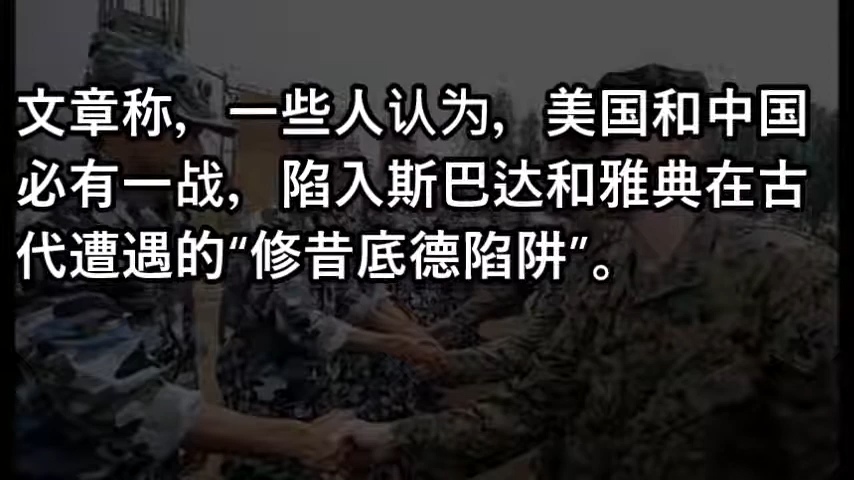 文章称，一些人认为，美国和中国
必有一战，陷入斯巴达和雅典在古
代遭遇的“修昔底德陷阱”。